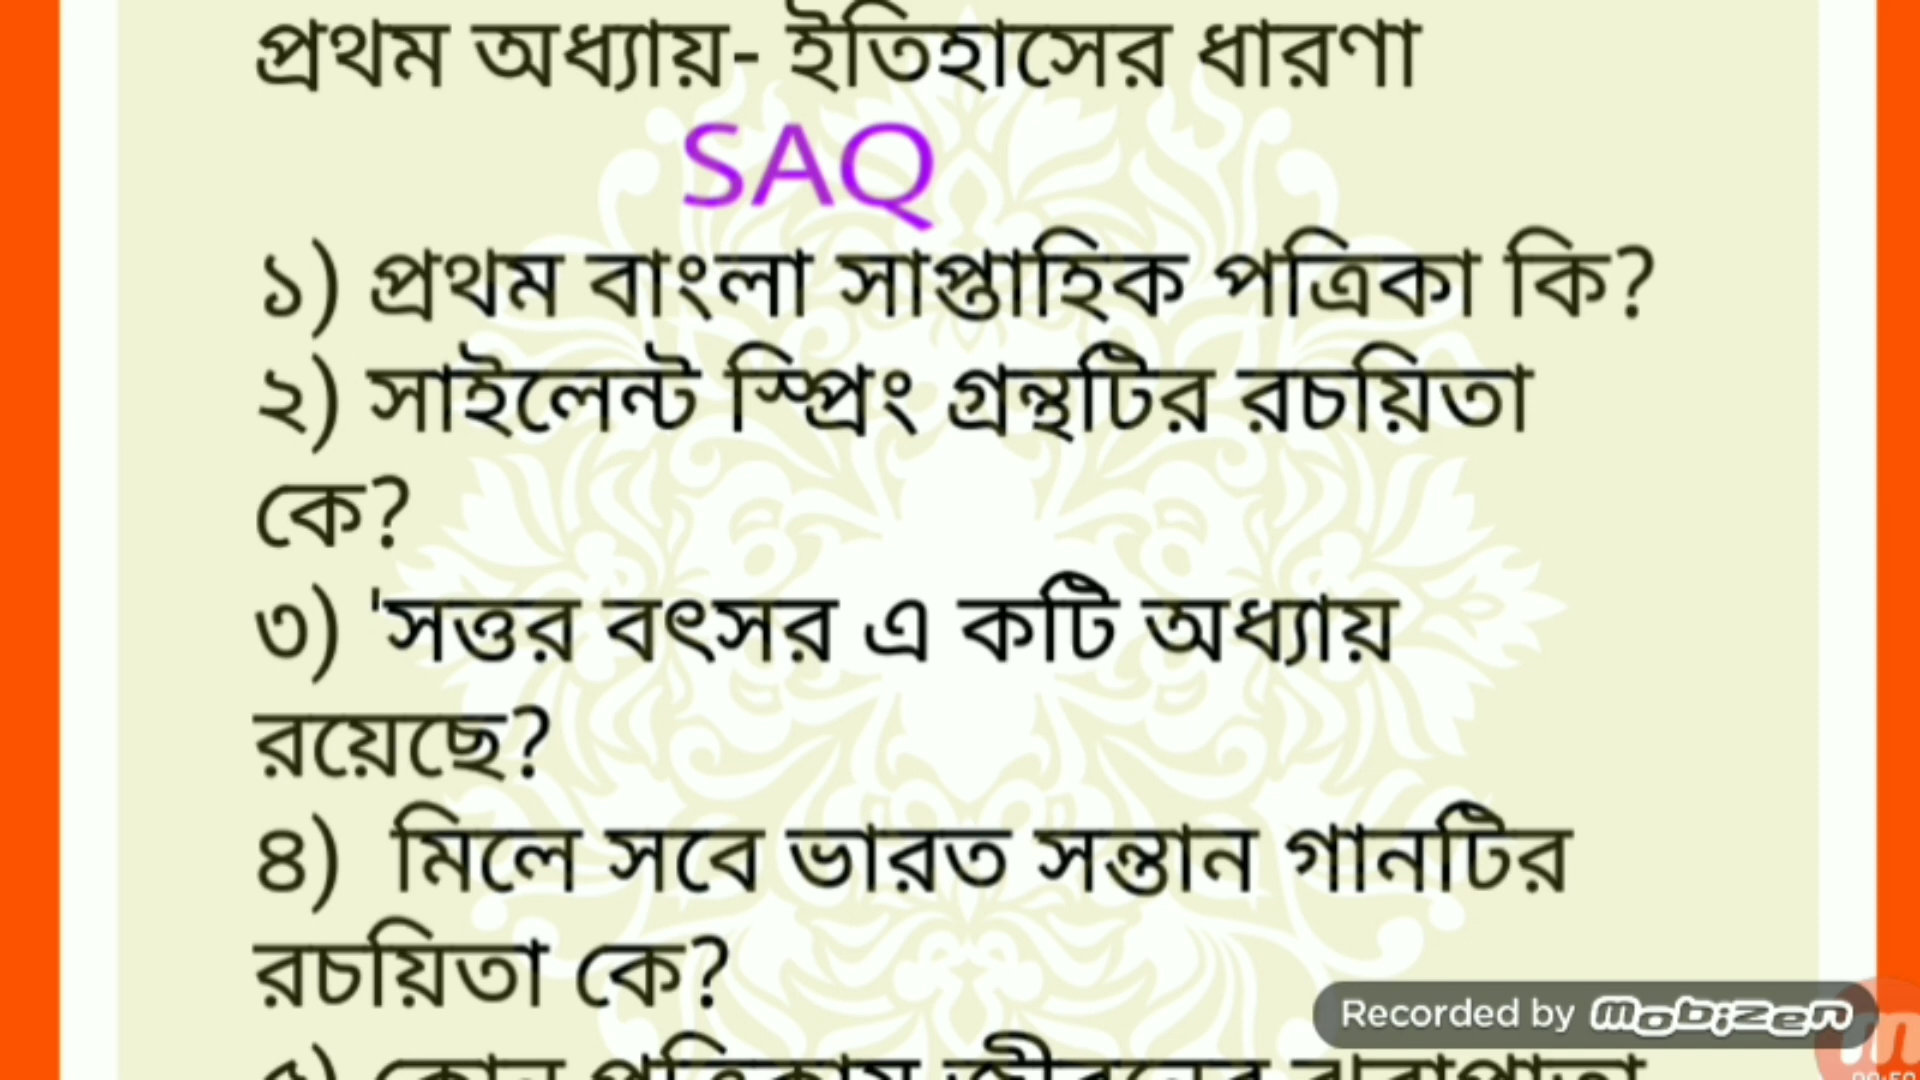 প্রথম অধ্যায়- ইতিহাসের ধারণা
SAQ
১) প্রথম বাংলা সাপ্তাহিক পত্রিকা কি?
২) সাইলেন্ট স্প্রিং গ্রন্থটির রচয়িতা
কে?
৩) 'সত্তর বৎসর এ কটি অধ্যায়
রয়েছে?
৪) মিলে সবে ভারত সন্তান গানটির
রচয়িতা কে?
Recorded by mobizen